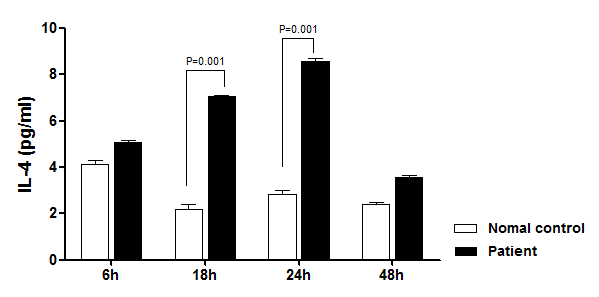 10
8
6
4
2
0
IL-4 (pg/ml)
P=0.001
P=0.001
6h
18h
24h
48h
Nomal control
Patient